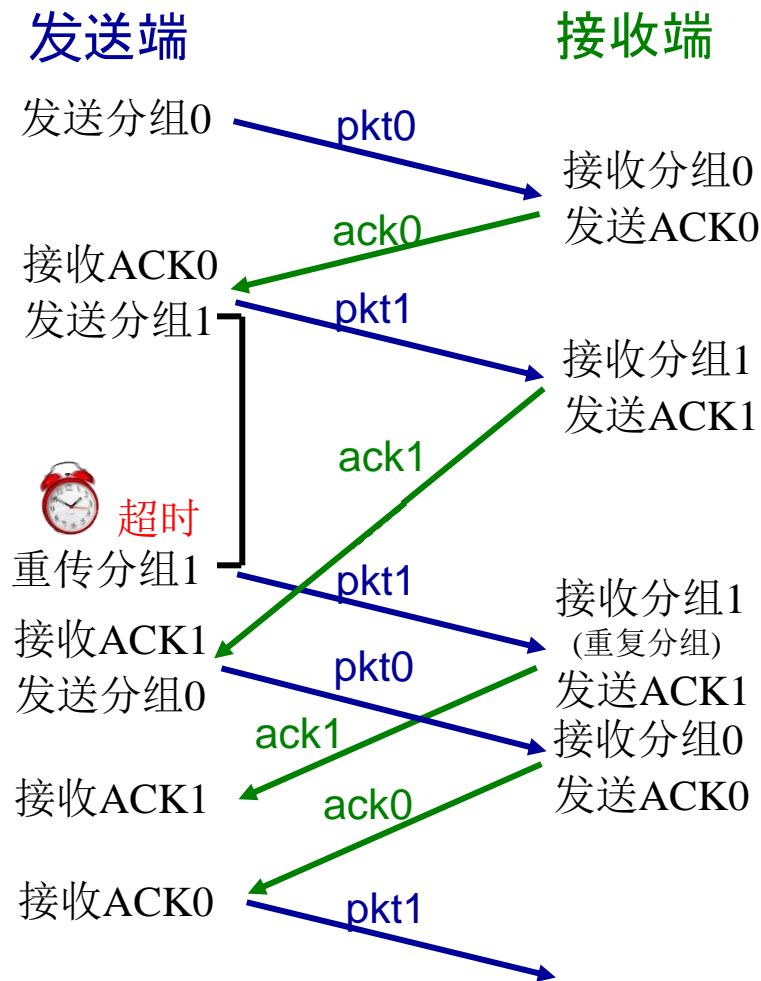 发送端
接收端
发送分组0
pkt0
接收分组0
发送ACK0
ack0
接收ACK0
发送分组1
pkt1
接收分组1
发送ACK1
ack1
超时
重传分组1
pkt1
接收分组1
(重复分组)
接收ACK1
发送分组0
pkt0
发送ACK1
ack1
接收分组0
发送ACK0
接收ACK1
ack0
接收ACK0
pkt1